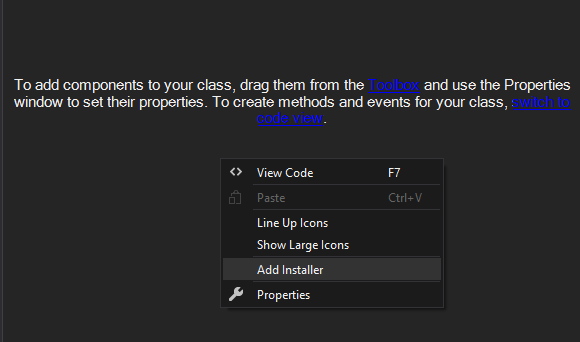 To add components to your class, drag them from the Toolbox and use the Properties
window to set their properties. To create methods and events for your class, switch to
code view.
View Code F7
Paste Ctrl+V
Line Up Icons
Show Large Icons
Add Installer
Properties